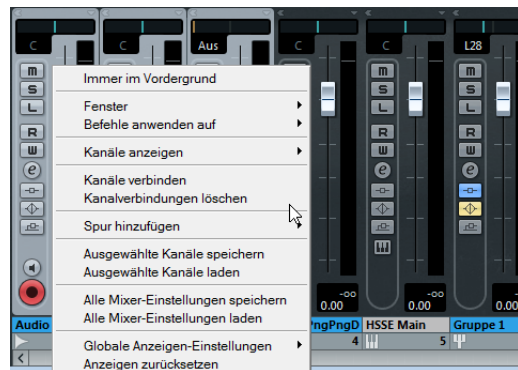 C C Aus C C L28
m m m
S S S
L L L
R R R
W W W
e e e
Immer im Vordergrund
Fenster
Befehle anwenden auf
Kanäle anzeigen
Kanäle verbinden
Kanalverbindungen löschen
Spur hinzufügen
Ausgewählte Kanäle speichern
Ausgewählte Kanäle laden
Alle Mixer-Einstellungen speichern
Alle Mixer-Einstellungen laden
Globale Anzeigen-Einstellungen
Anzeigen zurücksetzen
-oo -oo -oo
0.00 0.00 0.00
Audio PngPngD HSSE Main Gruppe 1
4 5